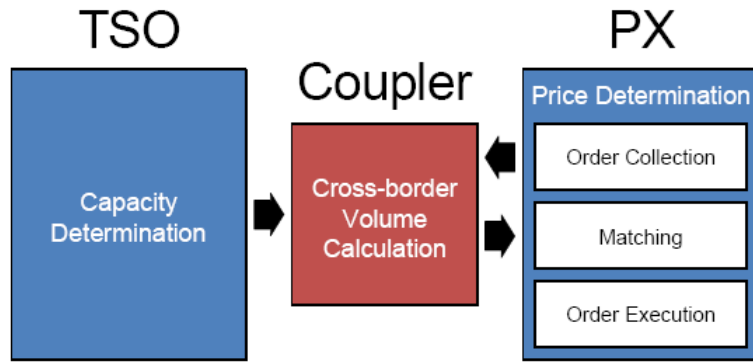 TSO
Capacity
Determination
Coupler
Cross-border
Volume
Calculation
PX
Price Determination
Order Collection
Matching
Order Execution